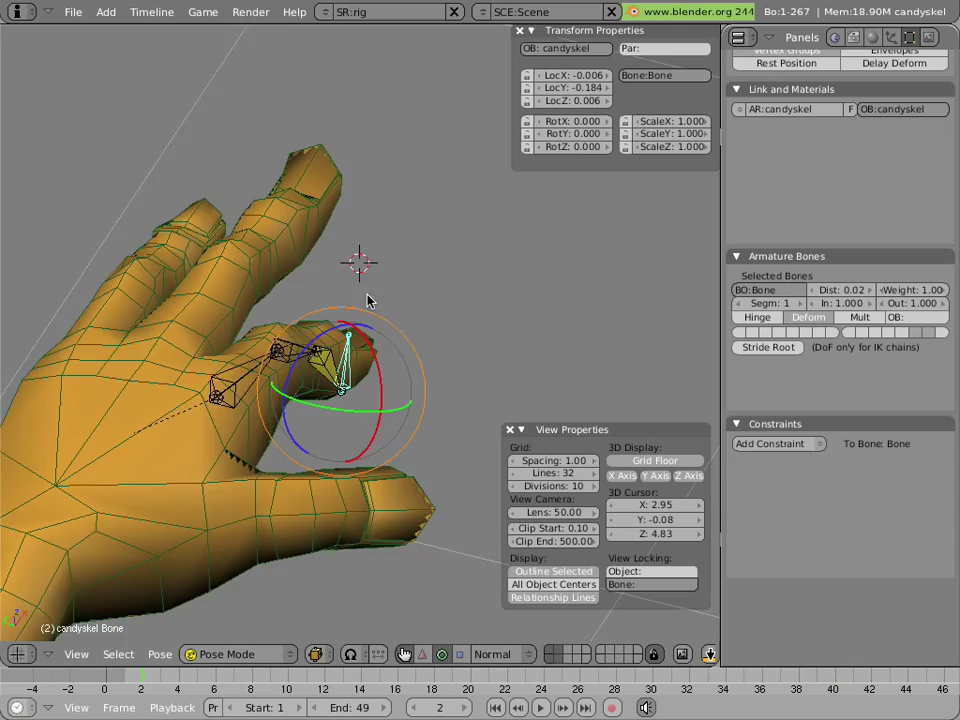 File Add Timeline Game Render Help SR:rig SCE:Scene www.blender.org 244 Bo:1-267 | Mem:18.90M candyskel
Transform Properties
OB: candyskel Par:
LocX: -0.006 Bone:Bone
LocY: -0.184
LocZ: 0.006
RotX: 0.000 ScaleX: 1.000
RotY: 0.000 ScaleY: 1.000
RotZ: 0.000 ScaleZ: 1.000
Panels
Vertex Groups Envelopes
Rest Position Delay Deform
Link and Materials
AR:candyskel F OB:candyskel
Armature Bones
Selected Bones
BO:Bone Dist: 0.02 Weight: 1.00
Segm: 1 In: 1.000 Out: 1.000
Hinge Deform Mult OB:
Stride Root (DoF only for IK chains)
Constraints
Add Constraint To Bone: Bone
View Properties
Grid: 3D Display:
Spacing: 1.00 Grid Floor
Lines: 32 X Axis Y Axis Z Axis
Divisions: 10 3D Cursor:
View Camera: X: 2.95
Lens: 50.00 Y: -0.08
Clip Start: 0.10 Z: 4.83
Clip End: 500.00
Display: View Locking:
Outline Selected Object:
All Object Centers Bone:
Relationship Lines
z
x
y
(2) candyskel Bone
View Select Pose Pose Mode Normal
-4 -2 0 2 4 6 8 10 12 14 16 18 20 22 24 26 28 30 32 34 36 38 40 42 44 46
View Frame Playback Pr Start: 1 End: 49 2